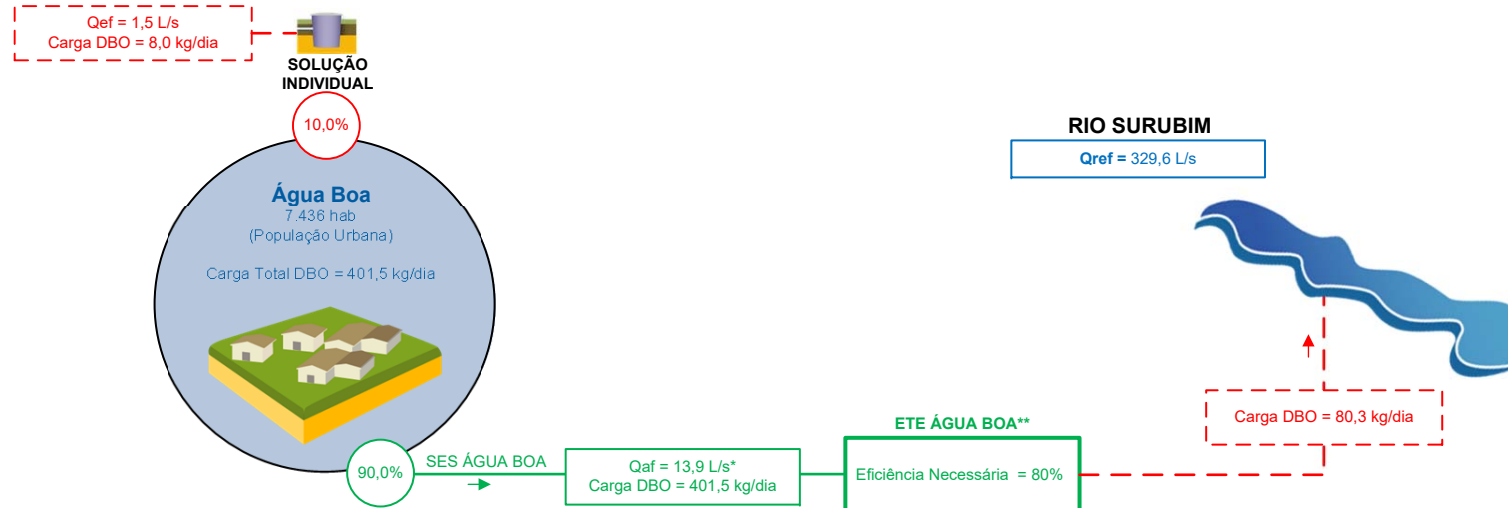 Qef = 1,5 L/s
Carga DBO = 8,0 kg/dia
SOLUÇÃO
INDIVIDUAL
10,0%
Água Boa
7.436 hab
(População Urbana)
Carga Total DBO = 401,5 kg/dia
RIO SURUBIM
Qref = 329,6 L/s
90,0%
SES ÁGUA BOA
Qaf = 13,9 L/s*
Carga DBO = 401,5 kg/dia
ETE ÁGUA BOA**
Eficiência Necessária = 80%
Carga DBO = 80,3 kg/dia